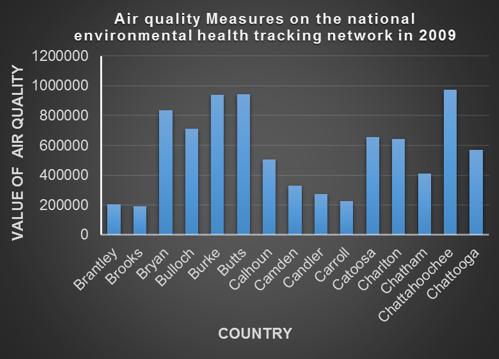 Air quality Measures on the national
environmental health tracking network in 2009
VALUE OF AIR QUALITY
1200000
1000000
800000
600000
400000
200000
0
Brantley
Brooks
Bryan
Bulloch
Burke
Butts
Calhoun
Camden
Candler
Carroll
Catoosa
Charlton
Chatham
Chattahoochee
Chattooga
COUNTRY